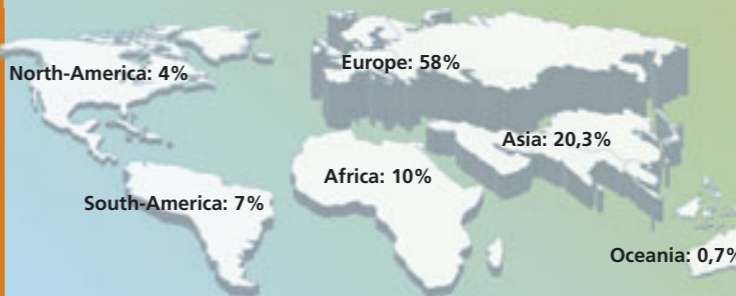 North-America: 4%
Europe: 58%
Asia: 20,3%
Africa: 10%
South-America: 7%
Oceania: 0,7%